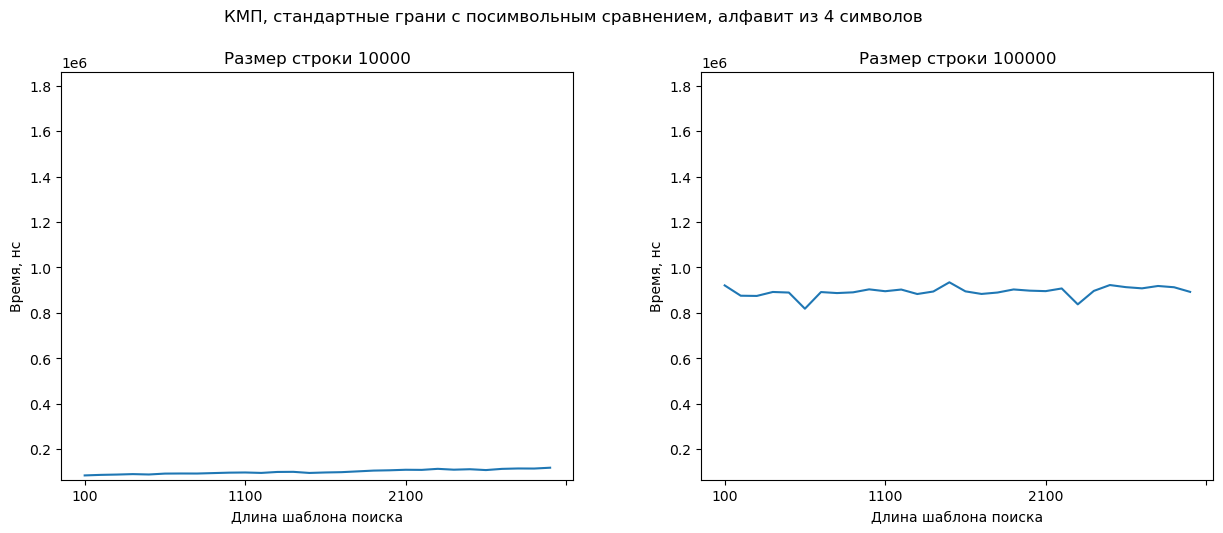 КМП, стандартные грани с посимвольным сравнением, алфавит из 4 символов
Размер строки 10000
1e6
1.8
1.6
1.4
1.2
1.0
0.8
0.6
0.4
0.2
Время, нс
100 1100 2100
Длина шаблона поиска
Размер строки 100000
1e6
1.8
1.6
1.4
1.2
1.0
0.8
0.6
0.4
0.2
Время, нс
100 1100 2100
Длина шаблона поиска